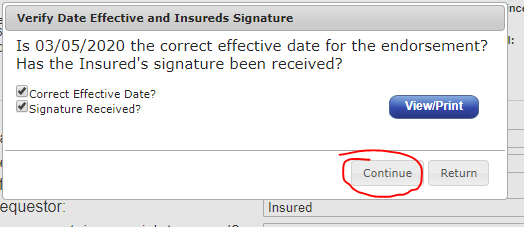 Verify Date Effective and Insureds Signature
Is 03/05/2020 the correct effective date for the endorsement?
Has the Insured's signature been received?
Correct Effective Date?
Signature Received?
View/Print
Continue
Return
equestor:
Insured